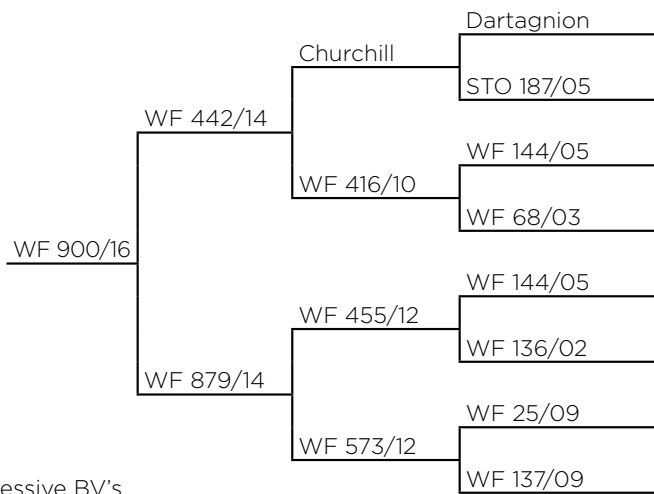 Dartagnion
Churchill
STO 187/05
WF 442/14
WF 144/05
WF 416/10
WF 68/03
WF 900/16
WF 144/05
WF 455/12
WF 136/02
WF 879/14
WF 25/09
WF 573/12
WF 137/09
essive BV's